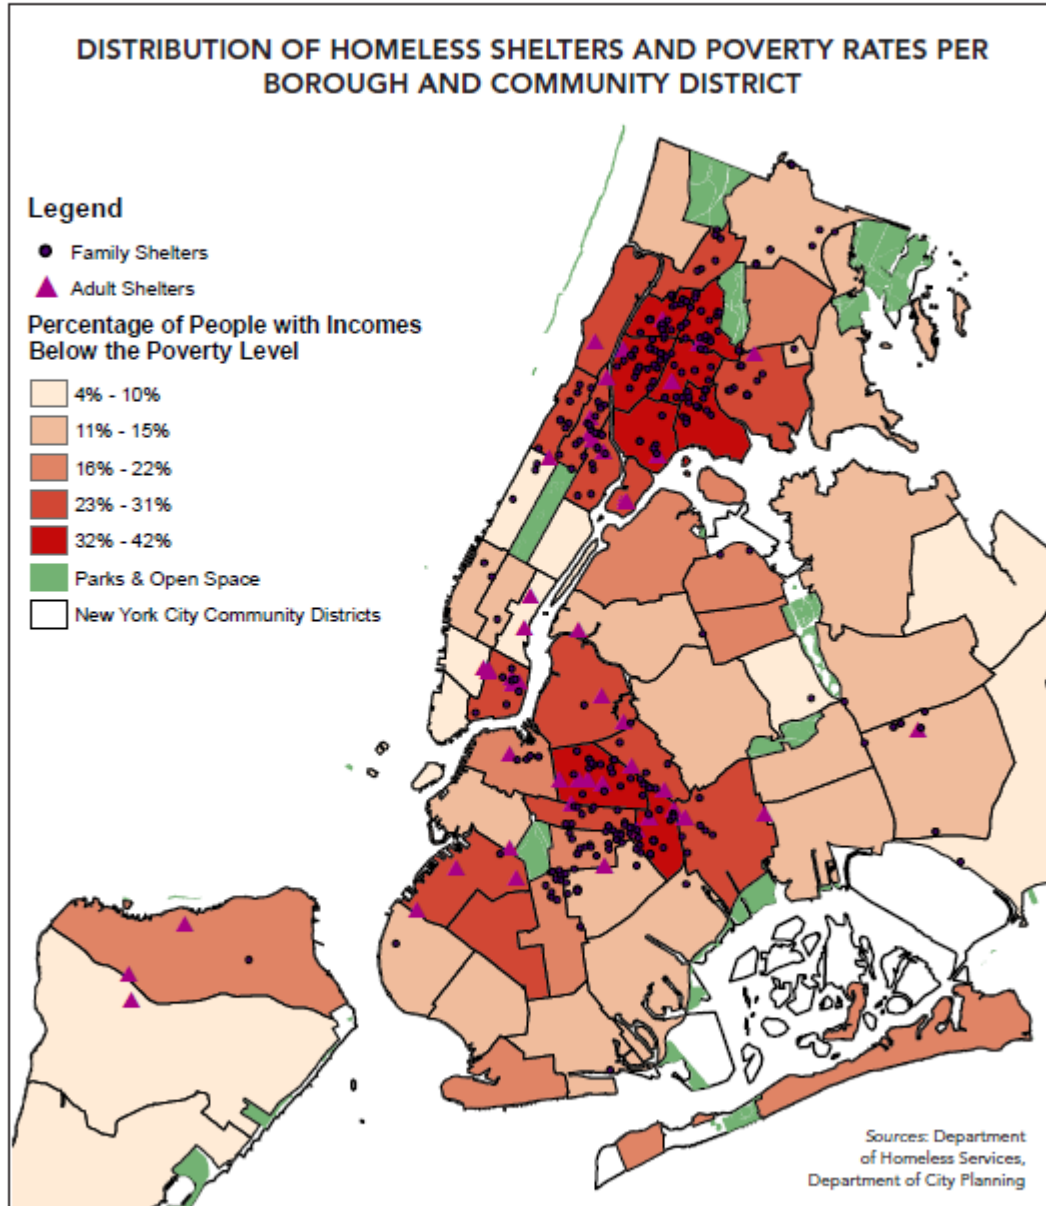 DISTRIBUTION OF HOMELESS SHELTERS AND POVERTY RATES PER
BOROUGH AND COMMUNITY DISTRICT
Legend
Family Shelters
Adult Shelters
Percentage of People with Incomes
Below the Poverty Level
4% - 10%
11% - 15%
16% - 22%
23% - 31%
32% - 42%
Parks & Open Space
New York City Community Districts
Sources: Department
of Homeless Services,
Department of City Planning